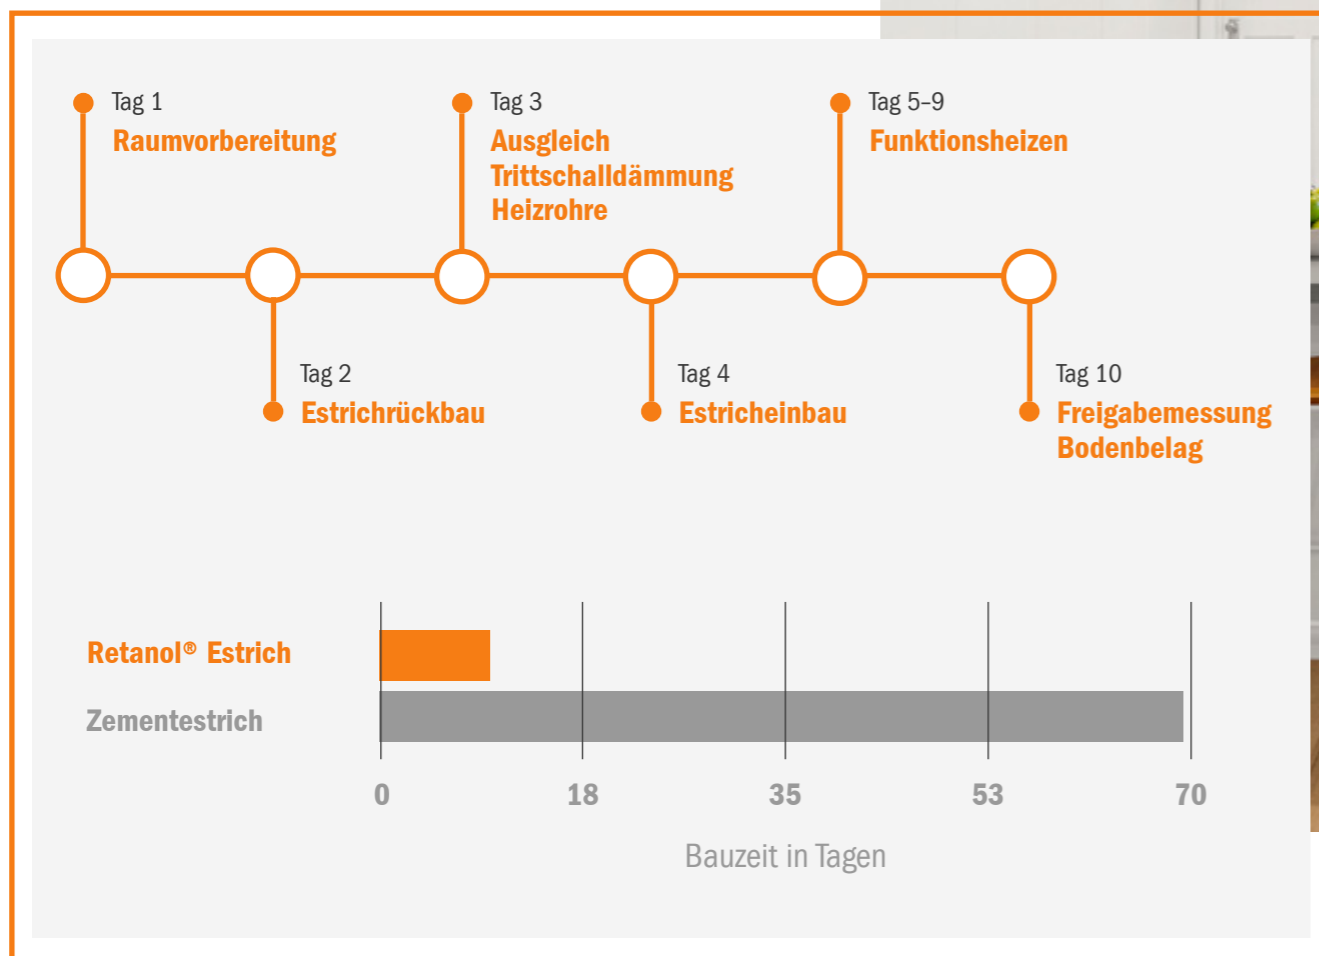 Tag 1
Raumvorbereitung
Tag 3
Ausgleich
Trittschalldämmung
Heizrohre
Tag 5–9
Funktionsheizen
Tag 2
Estrichrückbau
Tag 4
Estricheinbau
Tag 10
Freigabemessung
Bodenbelag
Retanol® Estrich
Zementestrich
0 18 35 53 70
Bauzeit in Tagen